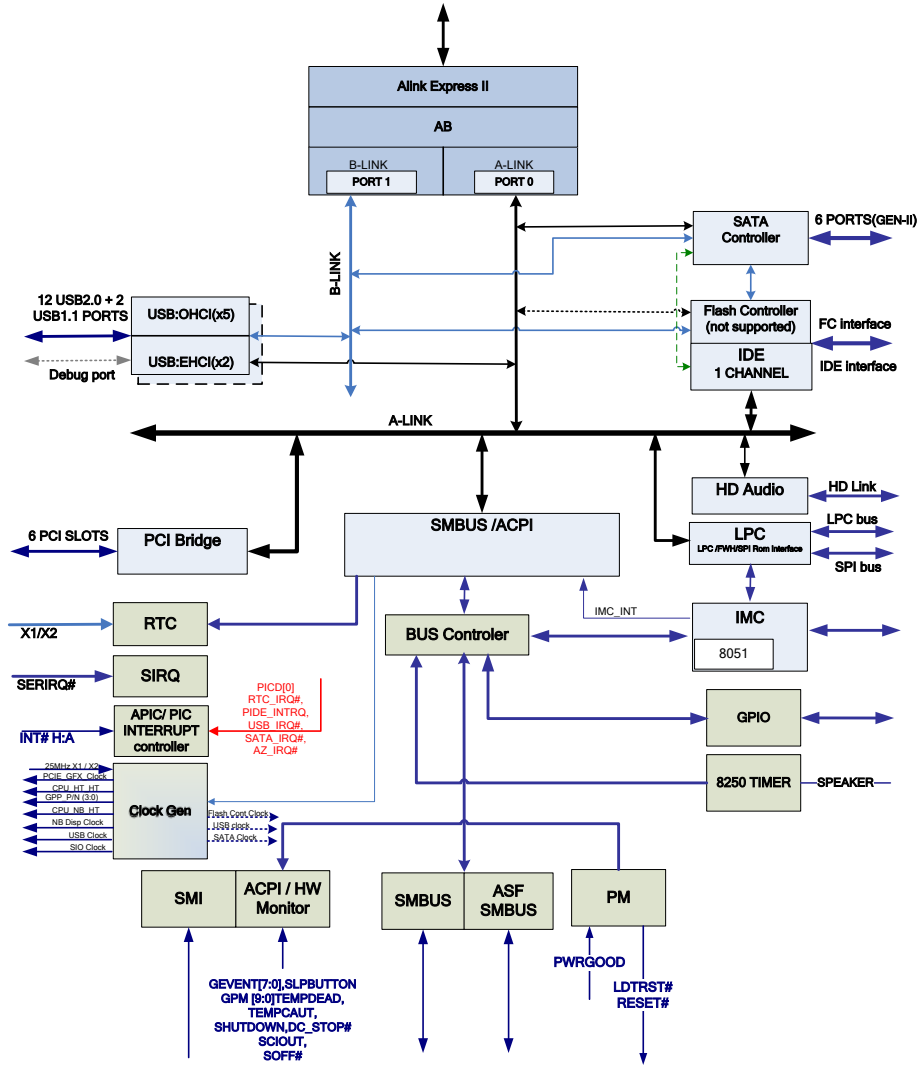 Alink Express II
AB
B-LINK
PORT 1
A-LINK
PORT 0
SATA
Controller
6 PORTS(GEN-II)
B-LINK
12 USB2.0 + 2
USB1.1 PORTS
USB:OHCI(x5)
USB:EHCI(x2)
Debug port
Flash Controller
(not supported)
IDE
1 CHANNEL
FC interface
IDE Interface
A-LINK
HD Audio
HD Link
6 PCI SLOTS
PCI Bridge
SMBUS /ACPI
LPC
LPC /FWH/SPI Rom Interface
LPC bus
SPI bus
X1/X2
RTC
IMC_INT
BUS Controler
IMC
8051
SERIRQ#
SIRQ
INT# H:A
APIC/ PIC
INTERRUPT
controller
PICD[0]
RTC_IRQ#,
PIDE_INTRQ,
USB_IRQ#,
SATA_IRQ#,
AZ_IRQ#
GPIO
8250 TIMER
SPEAKER
25MHz X1 / X2
PCIE_GFX_Clock
CPU_HT_HT
GPP_P/N (3:0)
CPU_NB_HT
NB Disp Clock
USB Clock
SIO Clock
Clock Gen
Flash Cont Clock
USB clock
SATA Clock
SMI
ACPI / HW
Monitor
SMBUS
ASF
SMBUS
PM
GEVENT[7:0],SLPBUTTON
GPM [9:0]TEMPDEAD,
TEMPCAUT,
SHUTDOWN,DC_STOP#
SCIOUT,
SOFF#
PWRGOOD
LDTRST#
RESET#